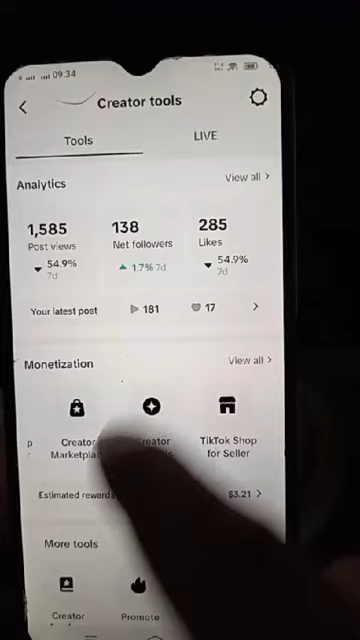 09:34
Creator tools
Tools
LIVE
Analytics
View all >
1,585
138
285
Post views
Net followers
Likes
54.9%
7d
1.7% 7d
54.9%
7d
Your latest post
181
17
Monetization
View all >
Creator
TikTok Shop
for Seller
Estimated rewards
$3.21 >
More tools
Creator
Promote